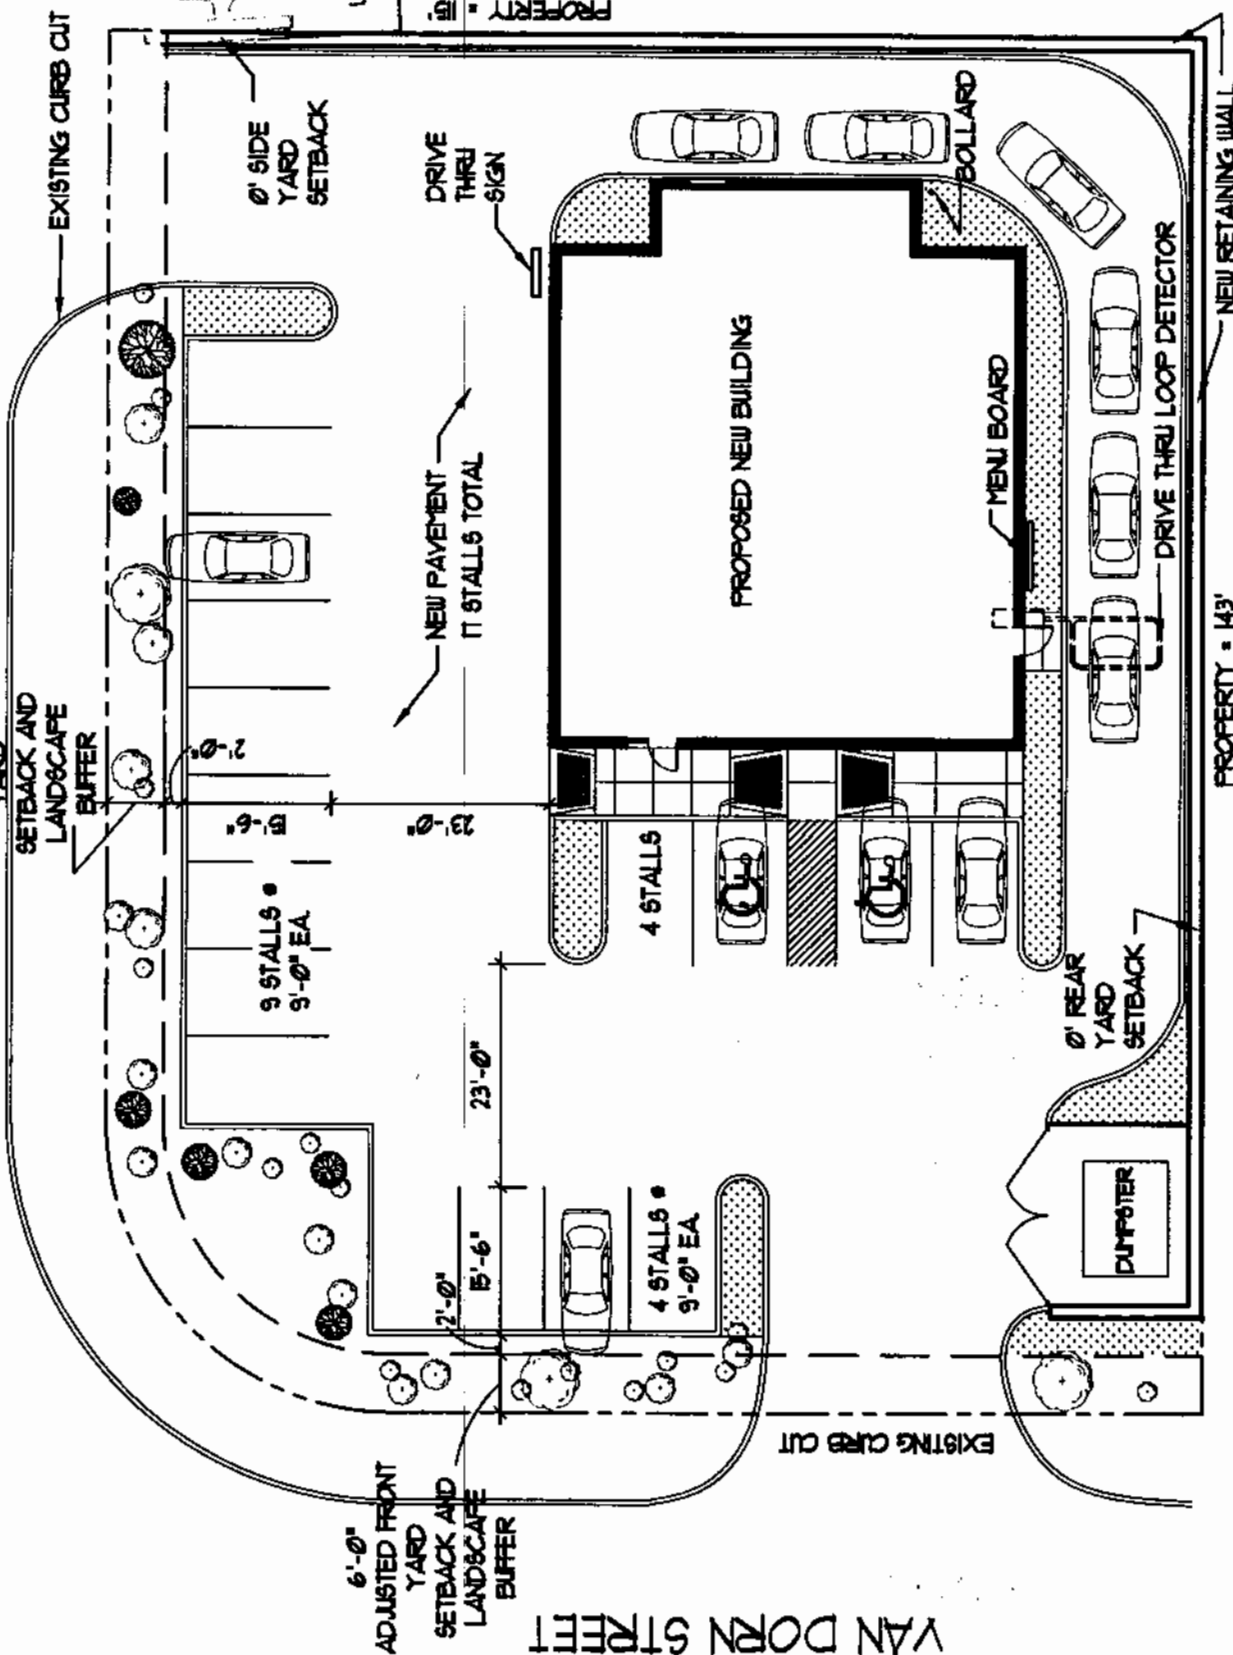 PROPERTY = 115'
EXISTING CURB CUT
0' SIDE
YARD
SETBACK
DRIVE
THRU
SIGN
BOLLARD
NEW PAVEMENT
17 STALLS TOTAL
PROPOSED NEW BUILDING
MENU BOARD
DRIVE THRU LOOP DETECTOR
NEW RETAINING WALL
PROPERTY = 143'
SETBACK AND
LANDSCAPE
BUFFER
2'-0"
15'-6"
23'-0"
9 STALLS @
9'-0" EA.
4 STALLS
0' REAR
YARD
SETBACK
23'-0"
15'-6"
2'-0"
4 STALLS @
9'-0" EA.
DUMPSTER
EXISTING CURB CUT
6'-0"
ADJUSTED FRONT
YARD
SETBACK AND
LANDSCAPE
BUFFER
VAN DORN STREET